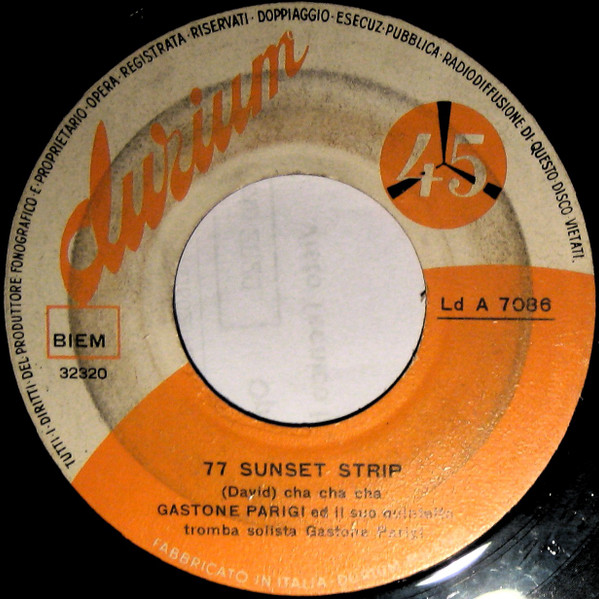 TUTTI·I·DIRITTI·DEL·PRODUTTORE FONOGRAFICO E·PROPRIETARIO·OPERA·REGISTRATA·RISERVATI·DOPPIAGGIO·ESECUZ·PUBBLICA·RADIODIFFUSIONE DI QUESTO DISCO VIETATI.
durium
45
Ld A 7086
BIEM
32320
77 SUNSET STRIP
(David) cha cha cha
GASTONE PARIGI ed il suo quintetto
tromba solista Gastone Parigi
FABBRICATO IN ITALIA·DURIUM